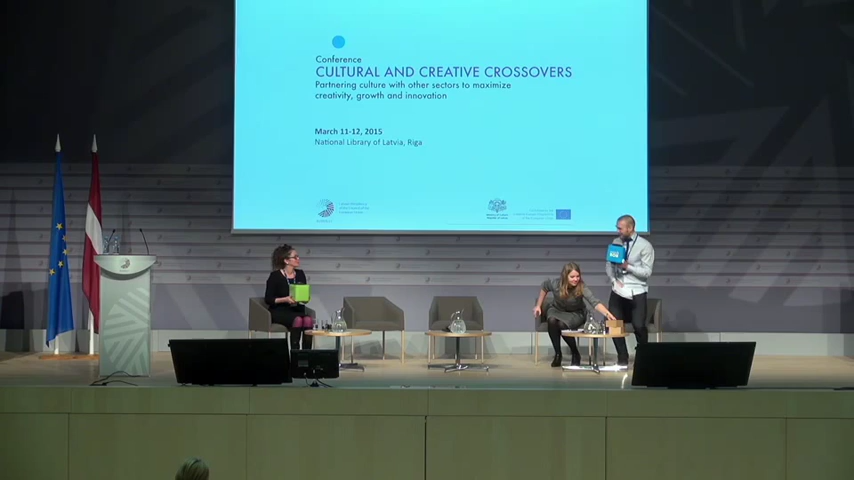 Conference
CULTURAL AND CREATIVE CROSSOVERS
Partnering culture with other sectors to maximize
creativity, growth and innovation
March 11-12, 2015
National Library of Latvia, Riga